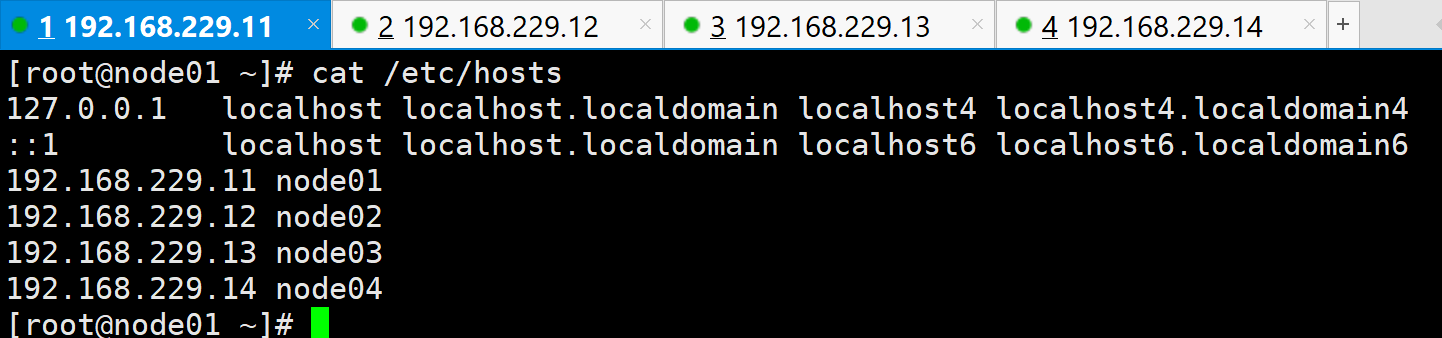 1 192.168.229.11 × 2 192.168.229.12 × 3 192.168.229.13 × 4 192.168.229.14 × +
[root@node01 ~]# cat /etc/hosts
127.0.0.1   localhost localhost.localdomain localhost4 localhost4.localdomain4
::1         localhost localhost.localdomain localhost6 localhost6.localdomain6
192.168.229.11 node01
192.168.229.12 node02
192.168.229.13 node03
192.168.229.14 node04
[root@node01 ~]#